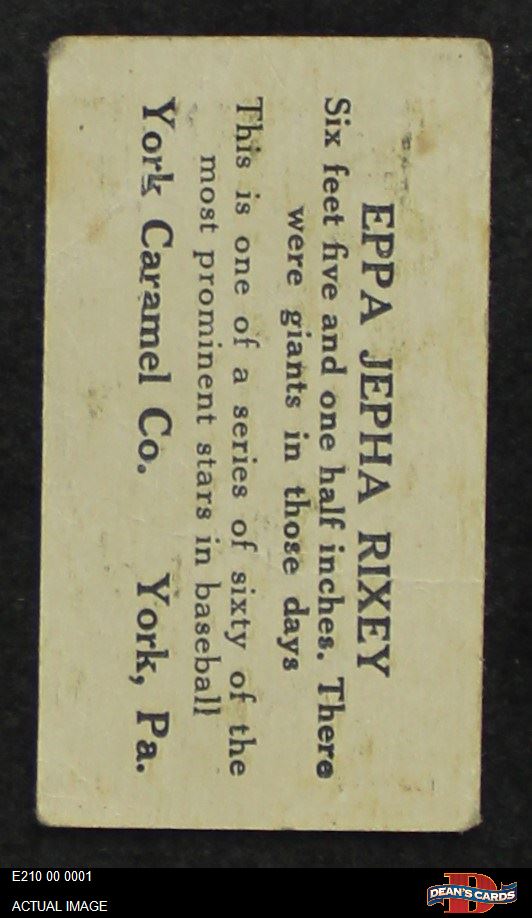 EPPA JEPHA RIXEY
Six feet five and one half inches. There
were giants in those days
This is one of a series of sixty of the
most prominent stars in baseball
York Caramel Co. York, Pa.
E210 00 0001
ACTUAL IMAGE
D
DEAN'S CARDS